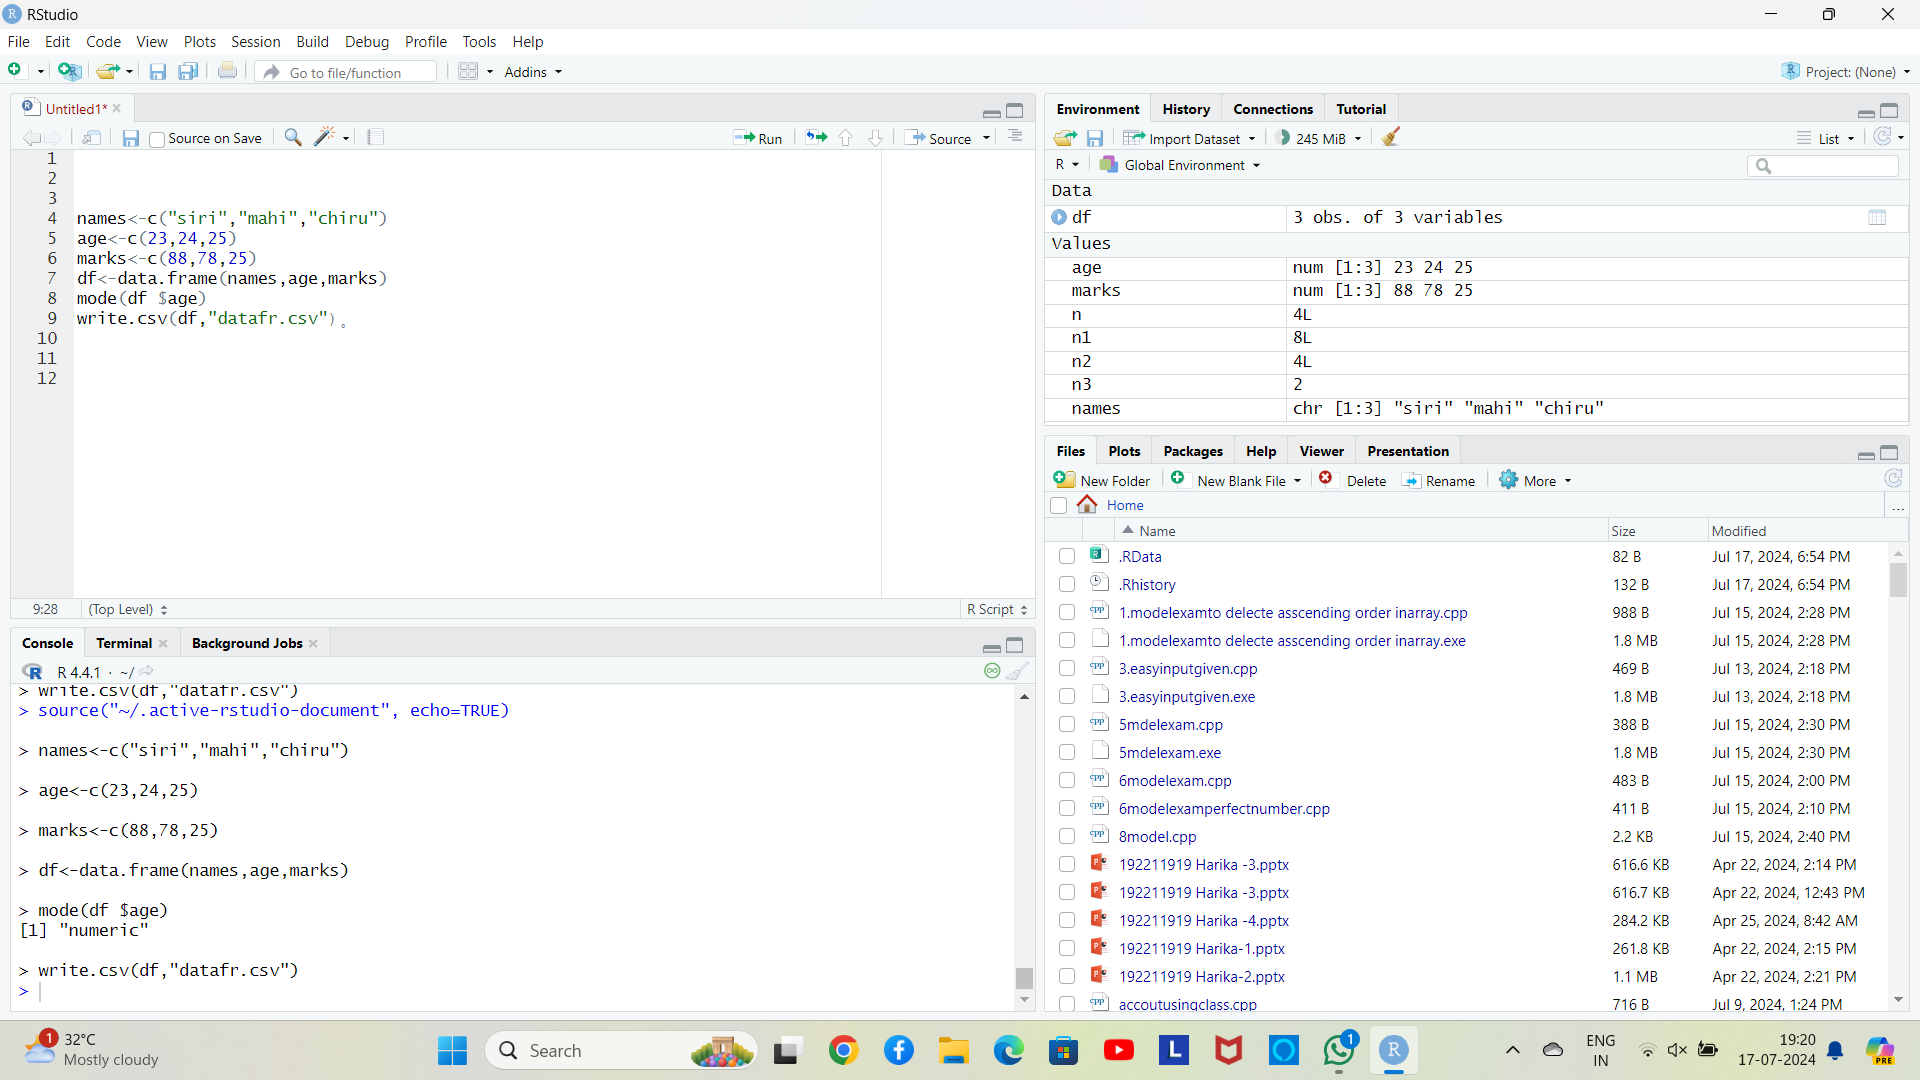 RStudio
File Edit Code View Plots Session Build Debug Profile Tools Help
Go to file/function Addins Project: (None)
Untitled1*
Source on Save Run Source
1
2
3
4 names<-c("siri","mahi","chiru")
5 age<-c(23,24,25)
6 marks<-c(88,78,25)
7 df<-data.frame(names,age,marks)
8 mode(df $age)
9 write.csv(df,"datafr.csv")
10
11
12
9:28 (Top Level) R Script
Console Terminal Background Jobs
R 4.4.1 · ~/
> write.csv(df,"datafr.csv")
> source("~/.active-rstudio-document", echo=TRUE)
> names<-c("siri","mahi","chiru")
> age<-c(23,24,25)
> marks<-c(88,78,25)
> df<-data.frame(names,age,marks)
> mode(df $age)
[1] "numeric"
> write.csv(df,"datafr.csv")
>
Environment History Connections Tutorial
Import Dataset 245 MiB List
R Global Environment
Data
df 3 obs. of 3 variables
Values
age num [1:3] 23 24 25
marks num [1:3] 88 78 25
n 4L
n1 8L
n2 4L
n3 2
names chr [1:3] "siri" "mahi" "chiru"
Files Plots Packages Help Viewer Presentation
New Folder New Blank File Delete Rename More
Home ...
Name Size Modified
.RData 82 B Jul 17, 2024, 6:54 PM
.Rhistory 132 B Jul 17, 2024, 6:54 PM
1.modelexamto delecte asscending order inarray.cpp 988 B Jul 15, 2024, 2:28 PM
1.modelexamto delecte asscending order inarray.exe 1.8 MB Jul 15, 2024, 2:28 PM
3.easyinputgiven.cpp 469 B Jul 13, 2024, 2:18 PM
3.easyinputgiven.exe 1.8 MB Jul 13, 2024, 2:18 PM
5mdelexam.cpp 388 B Jul 15, 2024, 2:30 PM
5mdelexam.exe 1.8 MB Jul 15, 2024, 2:30 PM
6modelexam.cpp 483 B Jul 15, 2024, 2:00 PM
6modelexamperfectnumber.cpp 411 B Jul 15, 2024, 2:10 PM
8model.cpp 2.2 KB Jul 15, 2024, 2:40 PM
192211919 Harika -3.pptx 616.6 KB Apr 22, 2024, 2:14 PM
192211919 Harika -3.pptx 616.7 KB Apr 22, 2024, 12:43 PM
192211919 Harika -4.pptx 284.2 KB Apr 25, 2024, 8:42 AM
192211919 Harika-1.pptx 261.8 KB Apr 22, 2024, 2:15 PM
192211919 Harika-2.pptx 1.1 MB Apr 22, 2024, 2:21 PM
accoutusingclass.cpp 716 B Jul 9, 2024, 1:24 PM
1 32°C
Mostly cloudy
Search
L
1
R
ENG
IN
19:20
17-07-2024
PRE